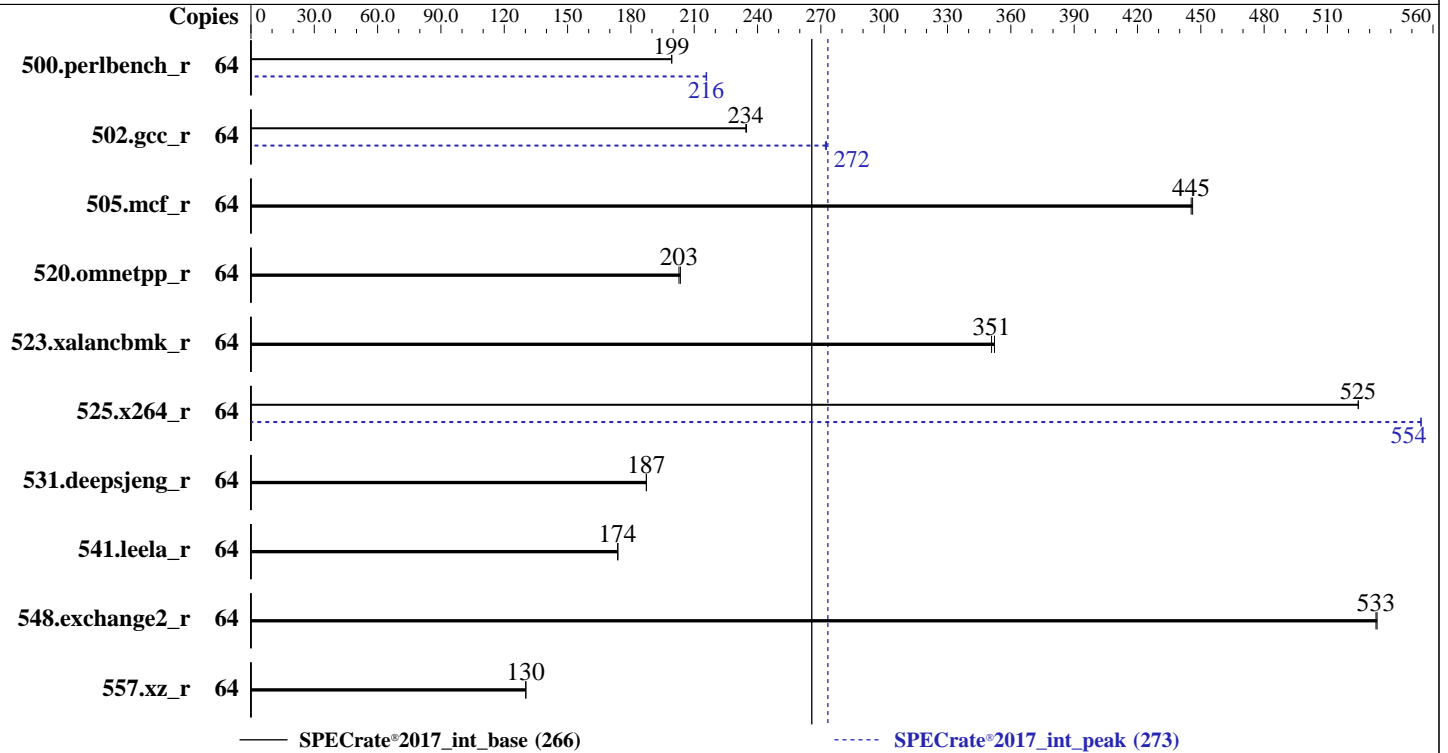 Copies 0 30.0 60.0 90.0 120 150 180 210 240 270 300 330 360 390 420 450 480 510 560
500.perlbench_r 64 199
216
502.gcc_r 64 234
272
505.mcf_r 64 445
520.omnetpp_r 64 203
523.xalancbmk_r 64 351
525.x264_r 64 525
554
531.deepsjeng_r 64 187
541.leela_r 64 174
548.exchange2_r 64 533
557.xz_r 64 130
SPECrate®2017_int_base (266) SPECrate®2017_int_peak (273)